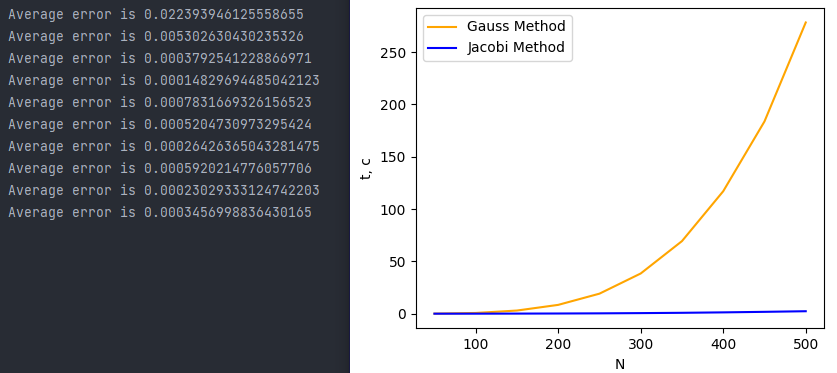 Average error is 0.022393946125558655
Average error is 0.005302630430235326
Average error is 0.000379254​1228866971
Average error is 0.00014829694485042123
Average error is 0.0007831669326156523
Average error is 0.0005204730973295424
Average error is 0.00026426365043281475
Average error is 0.0005920214776057706
Average error is 0.00023029333124742203
Average error is 0.0003456998836430165
Gauss Method
Jacobi Method
t, c
250
200
150
100
50
0
100
200
300
400
500
N